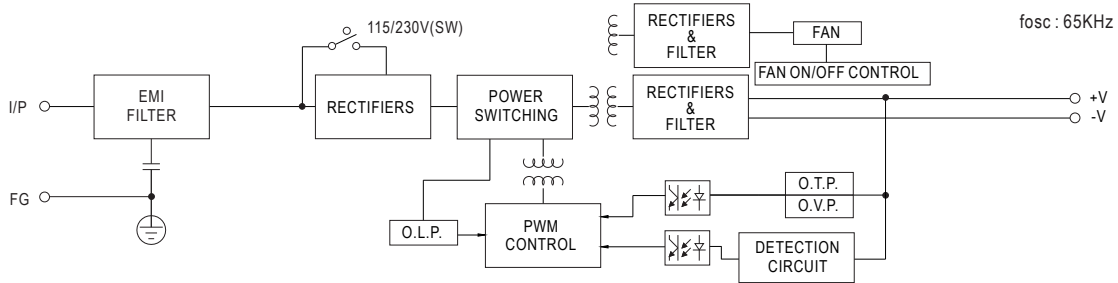 115/230V(SW)
RECTIFIERS
&
FILTER
FAN
fosc : 65KHz
FAN ON/OFF CONTROL
I/P
EMI
FILTER
RECTIFIERS
POWER
SWITCHING
RECTIFIERS
&
FILTER
+V
-V
FG
O.L.P.
PWM
CONTROL
O.T.P.
O.V.P.
DETECTION
CIRCUIT